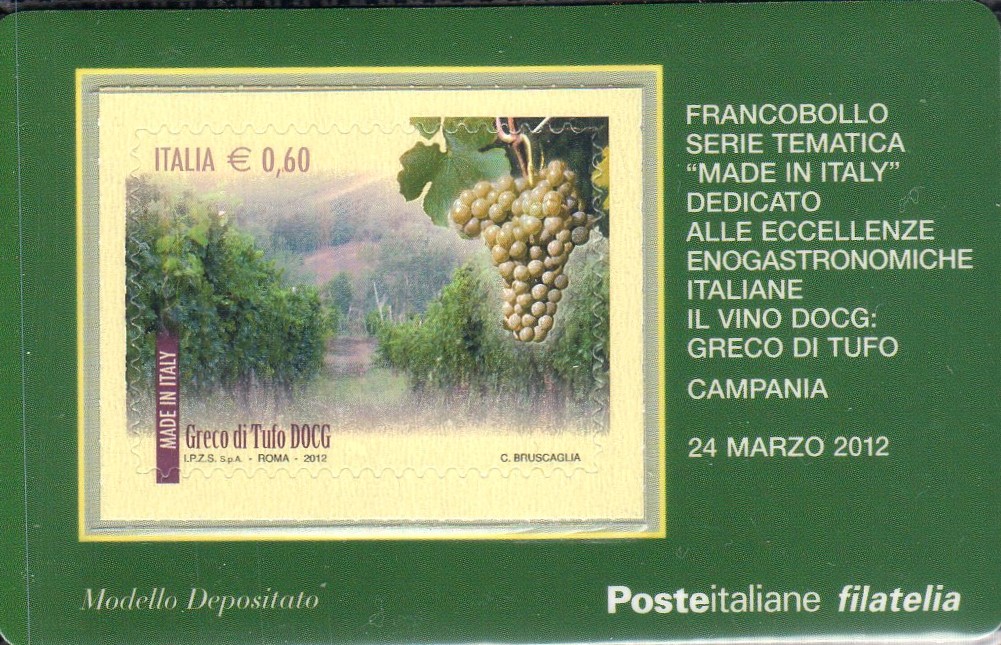 ITALIA € 0,60
MADE IN ITALY
Greco di Tufo DOCG
I.P.Z.S. S.p.A. - ROMA - 2012
C. BRUSCAGLIA
FRANCOBOLLO
SERIE TEMATICA
“MADE IN ITALY”
DEDICATO
ALLE ECCELLENZE
ENOGASTRONOMICHE
ITALIANE
IL VINO DOCG:
GRECO DI TUFO
CAMPANIA
24 MARZO 2012
Modello Depositato
Posteitaliane filatelia